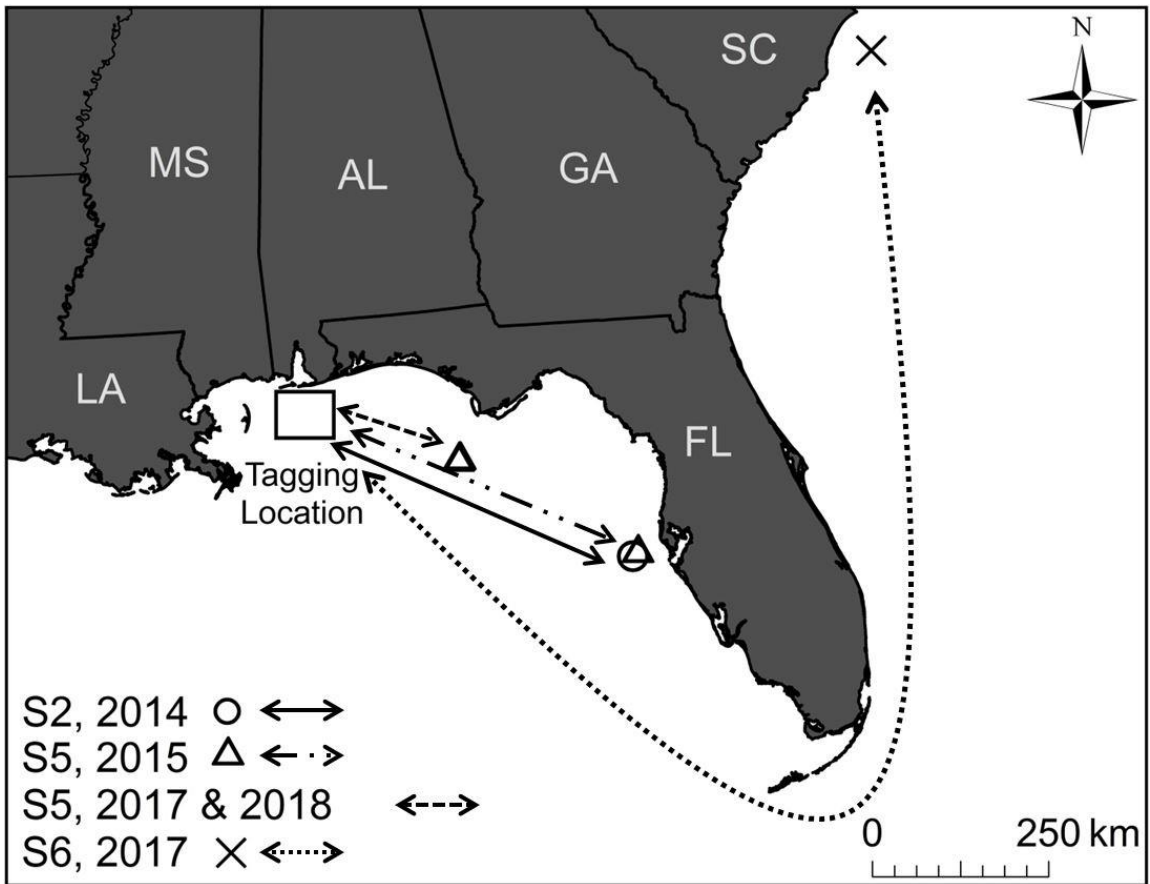 SC
N
MS
AL
GA
LA
FL
Tagging
Location
S2, 2014
S5, 2015
S5, 2017 & 2018
S6, 2017
0 250 km